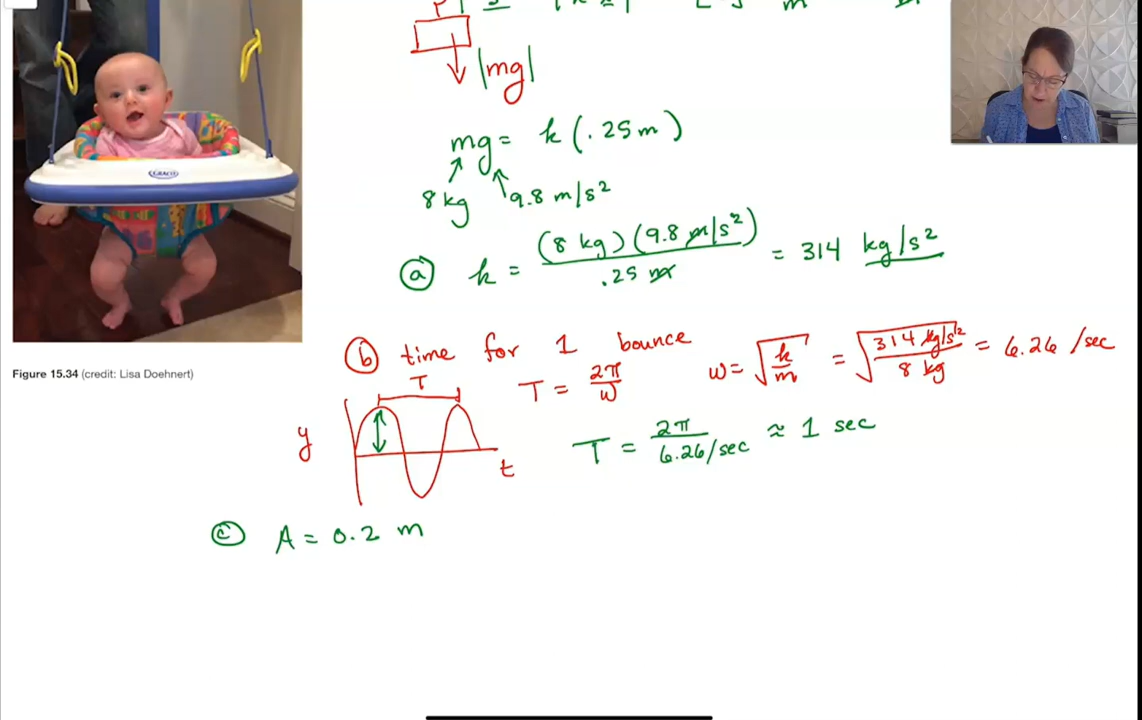 |mg|
mg = k (.25 m)
8 kg 9.8 m/s²
ⓐ k = (8 kg)(9.8 m/s²) / .25 m = 314 kg/s²
GRACO
ⓑ time for 1 bounce
T = 2π/ω ω = √(k/m) = √(314 kg/s² / 8 kg) = 6.26 /sec
Figure 15.34 (credit: Lisa Doehnert)
T
y
t
T = 2π / 6.26/sec ≈ 1 sec
ⓒ A = 0.2 m